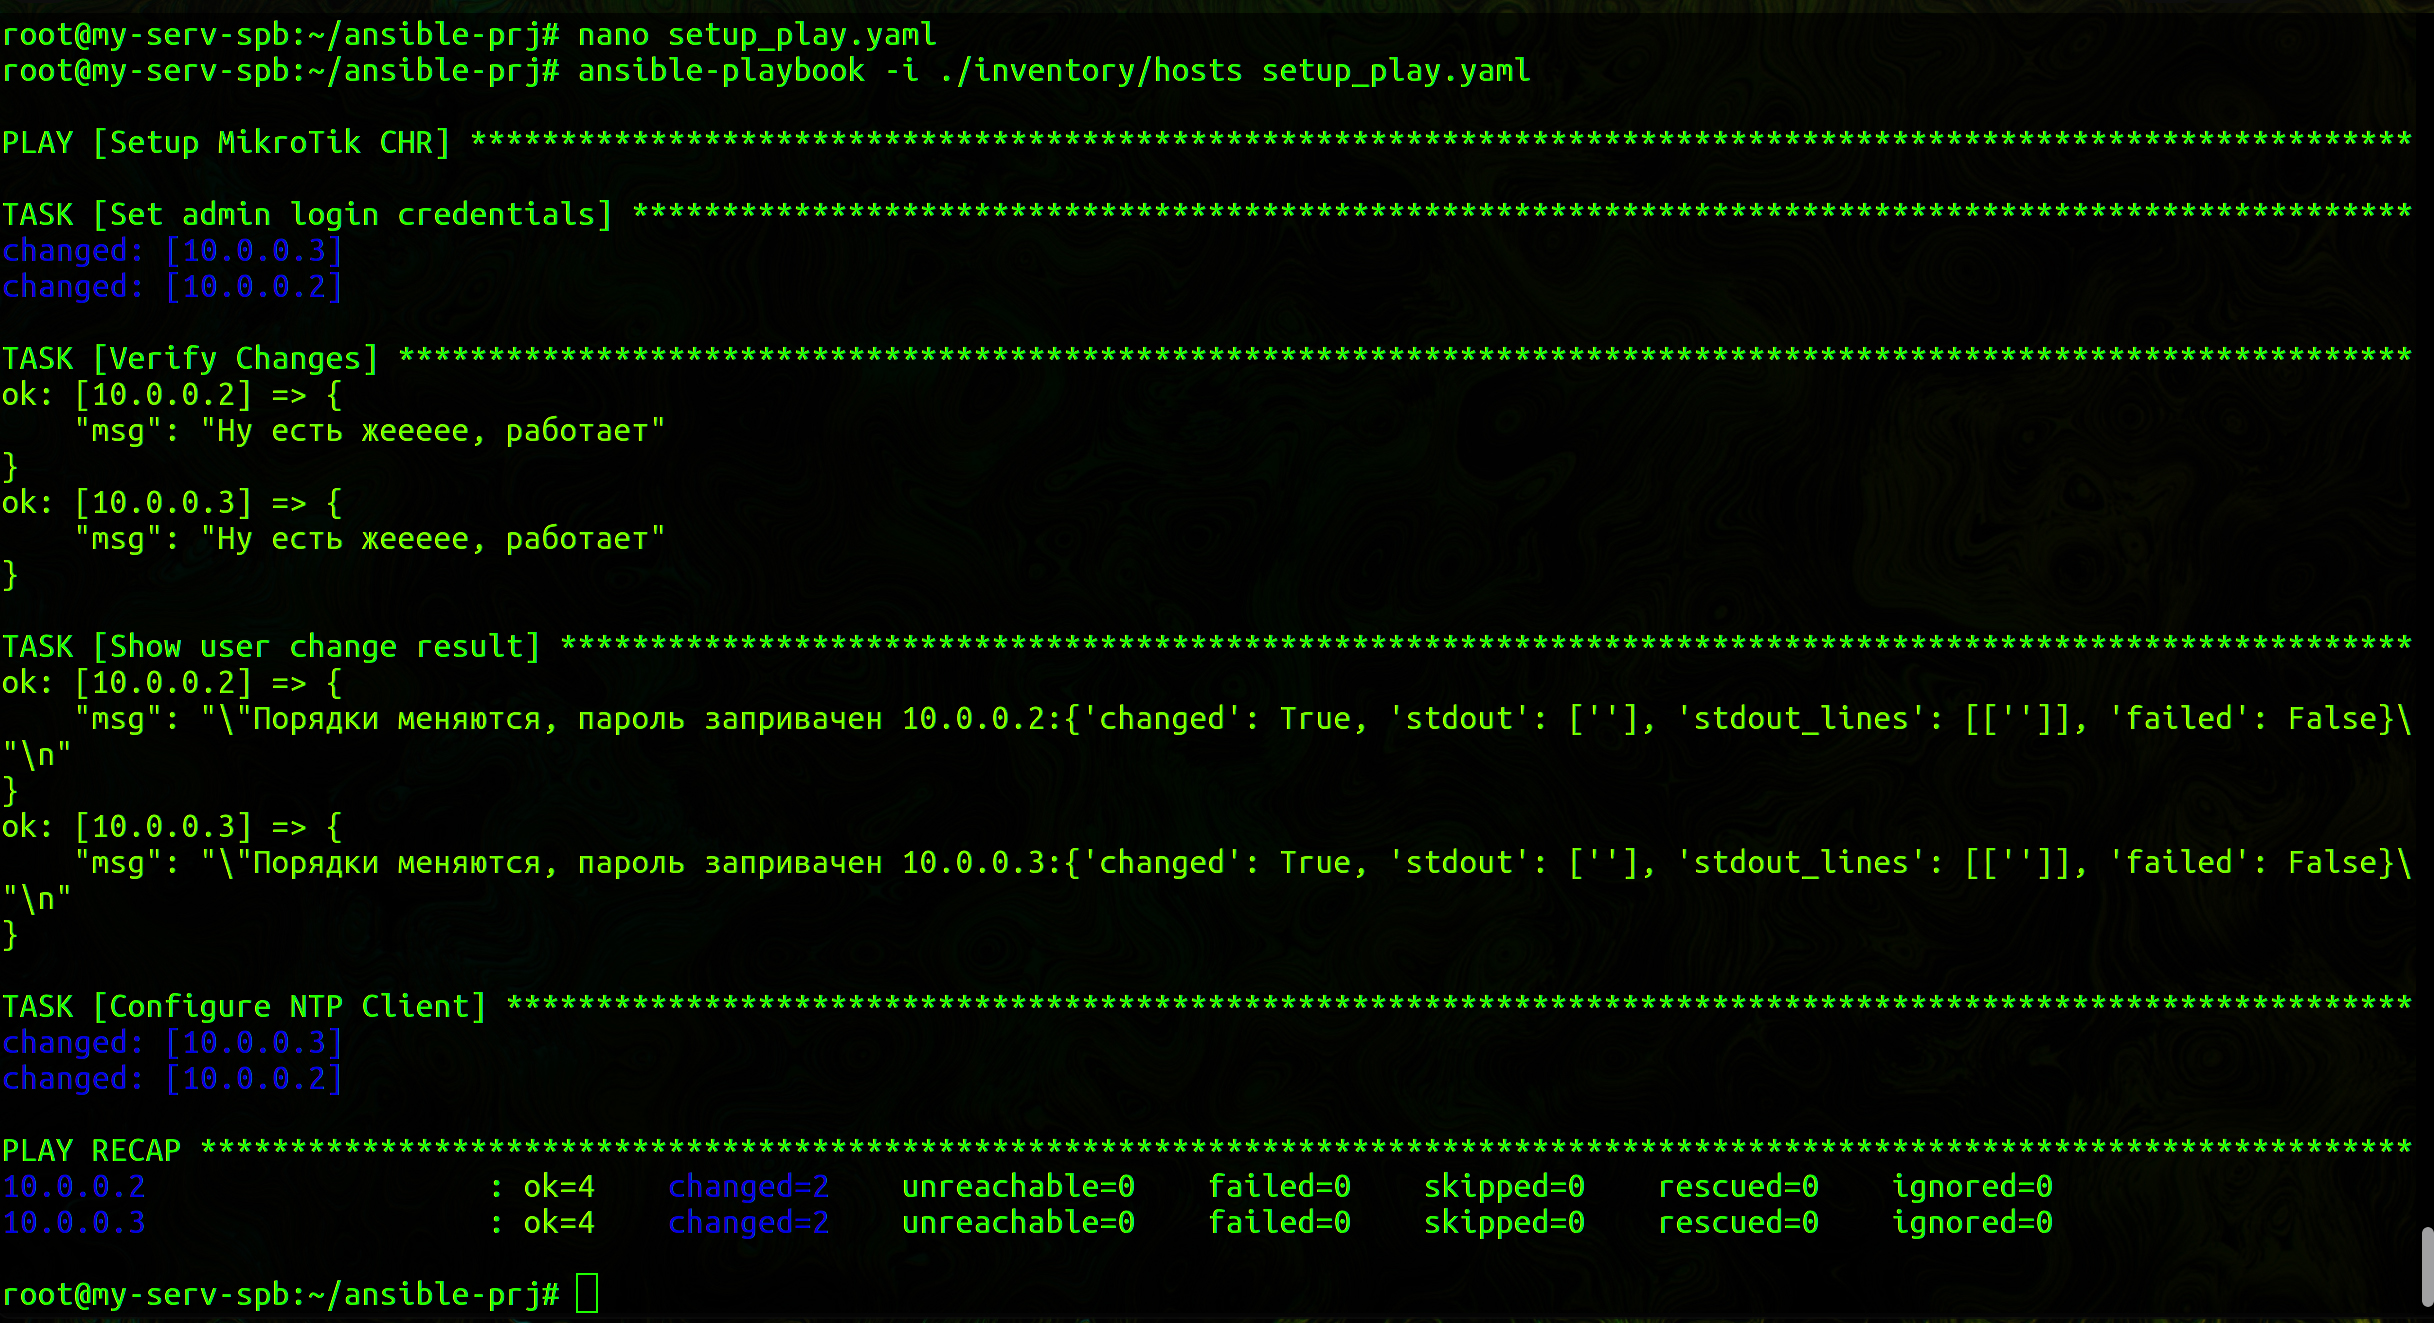 root@my-serv-spb:~/ansible-prj# nano setup_play.yaml
root@my-serv-spb:~/ansible-prj# ansible-playbook -i ./inventory/hosts setup_play.yaml
PLAY [Setup MikroTik CHR] ************************************************************************************************************
TASK [Set admin login credentials] ***************************************************************************************************
changed: [10.0.0.3]
changed: [10.0.0.2]
TASK [Verify Changes] ****************************************************************************************************************
ok: [10.0.0.2] => {
    "msg": "Ну есть жеееее, работает"
}
ok: [10.0.0.3] => {
    "msg": "Ну есть жеееее, работает"
}
TASK [Show user change result] *******************************************************************************************************
ok: [10.0.0.2] => {
    "msg": "\"Порядки меняются, пароль запривачен 10.0.0.2:{'changed': True, 'stdout': [''], 'stdout_lines': [['']], 'failed': False}\
"\n"
}
ok: [10.0.0.3] => {
    "msg": "\"Порядки меняются, пароль запривачен 10.0.0.3:{'changed': True, 'stdout': [''], 'stdout_lines': [['']], 'failed': False}\
"\n"
}
TASK [Configure NTP Client] **********************************************************************************************************
changed: [10.0.0.3]
changed: [10.0.0.2]
PLAY RECAP ***************************************************************************************************************************
10.0.0.2                   : ok=4    changed=2    unreachable=0    failed=0    skipped=0    rescued=0    ignored=0
10.0.0.3                   : ok=4    changed=2    unreachable=0    failed=0    skipped=0    rescued=0    ignored=0
root@my-serv-spb:~/ansible-prj#